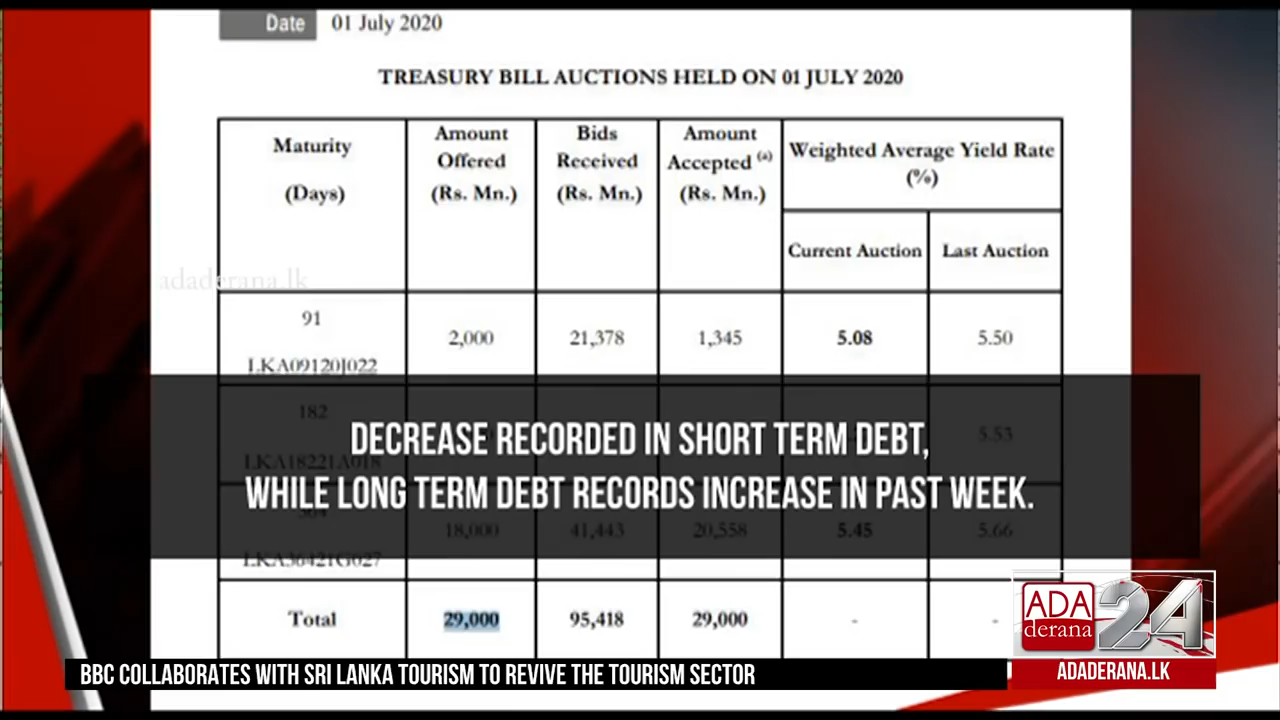 Date 01 July 2020
TREASURY BILL AUCTIONS HELD ON 01 JULY 2020
Maturity
(Days)
Amount
Offered
(Rs. Mn.)
Bids
Received
(Rs. Mn.)
Amount
Accepted (a)
(Rs. Mn.)
Weighted Average Yield Rate
(%)
Current Auction
Last Auction
adaderana.lk
91
LKA09120J022
2,000
21,378
1,345
5.08
5.50
182
LKA18221A018
5.53
DECREASE RECORDED IN SHORT TERM DEBT,
WHILE LONG TERM DEBT RECORDS INCREASE IN PAST WEEK.
364
LKA36421G027
18,000
41,443
20,558
5.45
5.66
Total
29,000
95,418
29,000
-
-
ADA
derana
24
ADADERANA.LK
BBC COLLABORATES WITH SRI LANKA TOURISM TO REVIVE THE TOURISM SECTOR